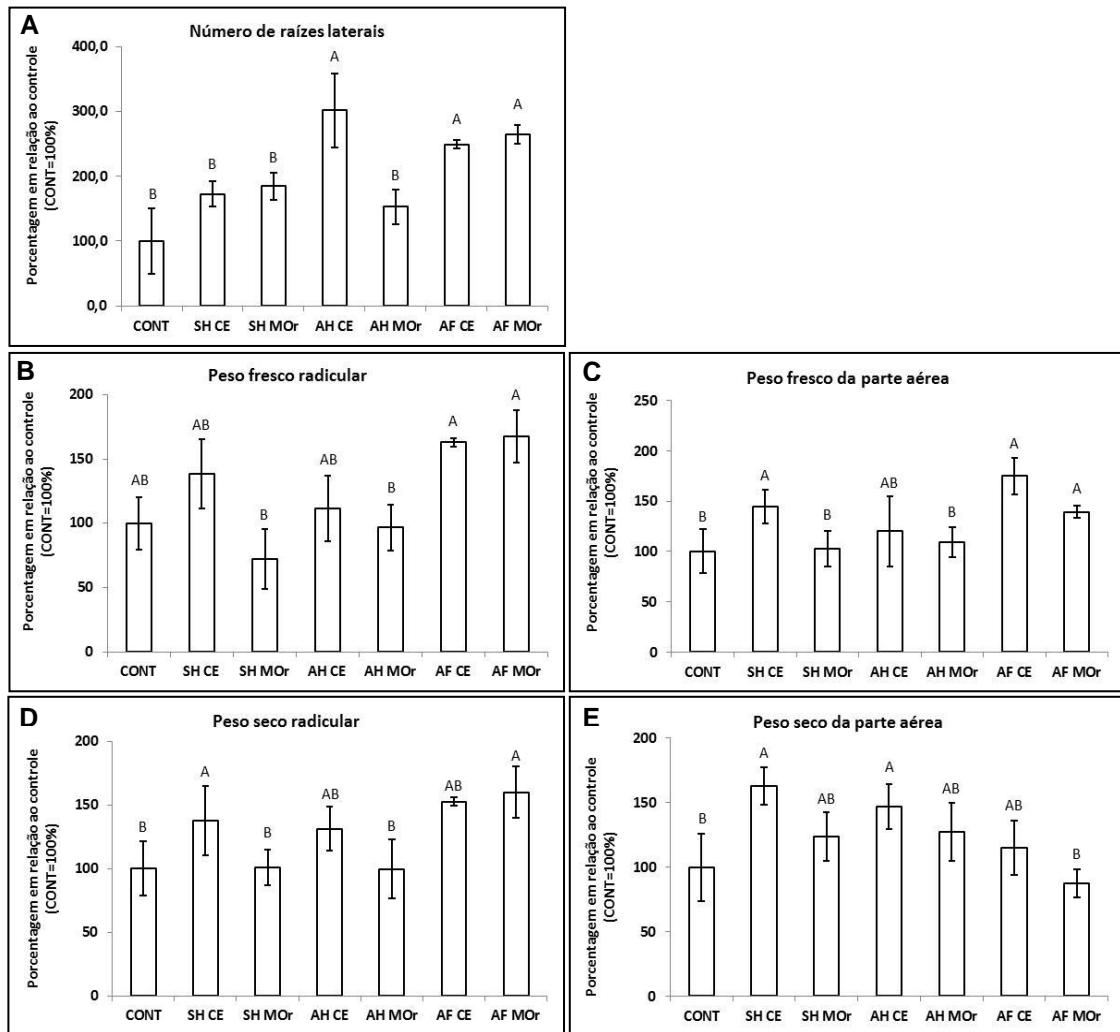 A
Número de raízes laterais
Porcentagem em relação ao controle
(CONT=100%)
400,0
300,0
200,0
100,0
0,0
B B B A B A A
CONT SH CE SH MOr AH CE AH MOr AF CE AF MOr
B
Peso fresco radicular
Porcentagem em relação ao controle
(CONT=100%)
200
150
100
50
0
AB AB B AB B A A
CONT SH CE SH MOr AH CE AH MOr AF CE AF MOr
C
Peso fresco da parte aérea
Porcentagem em relação ao controle
(CONT=100%)
250
200
150
100
50
0
B A B AB B A A
CONT SH CE SH MOr AH CE AH MOr AF CE AF MOr
D
Peso seco radicular
Porcentagem em relação ao controle
(CONT=100%)
200
150
100
50
0
B A B AB B AB A
CONT SH CE SH MOr AH CE AH MOr AF CE AF MOr
E
Peso seco da parte aérea
Porcentagem em relação ao controle
(CONT=100%)
200
150
100
50
0
B A AB A AB AB B
CONT SH CE SH MOr AH CE AH MOr AF CE AF MOr